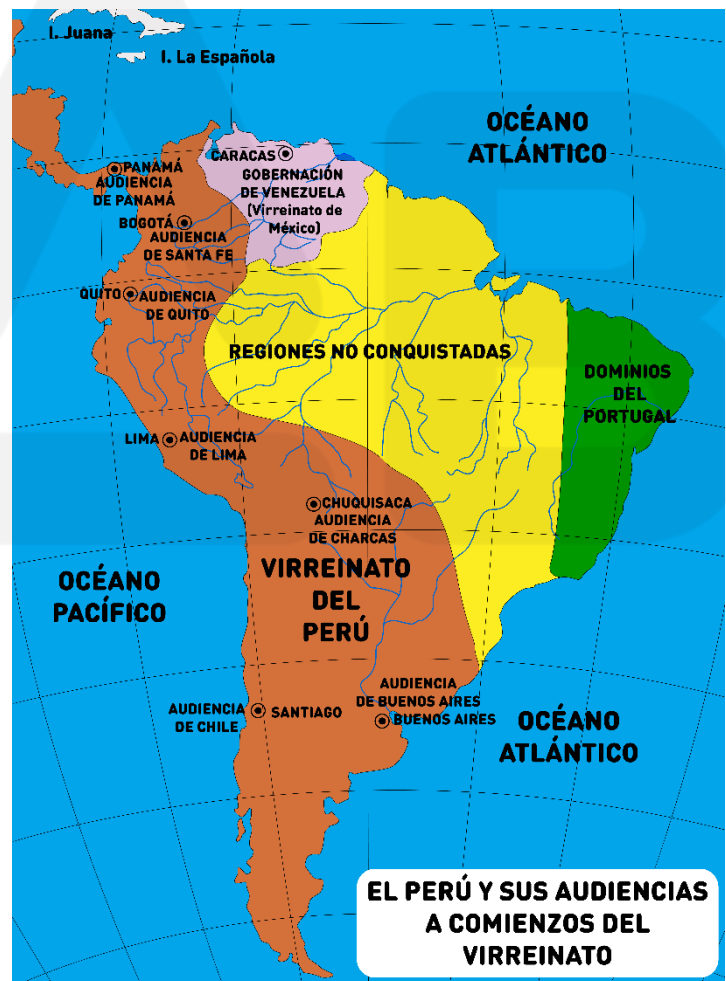 I. Juana
I. La Española
OCÉANO
ATLÁNTICO
CARACAS
GOBERNACIÓN
DE VENEZUELA
(Virreinato de
México)
PANAMÁ
AUDIENCIA
DE PANAMÁ
BOGOTÁ
AUDIENCIA
DE SANTA FE
QUITO
AUDIENCIA
DE QUITO
REGIONES NO CONQUISTADAS
DOMINIOS
DEL
PORTUGAL
LIMA
AUDIENCIA
DE LIMA
CHUQUISACA
AUDIENCIA
DE CHARCAS
OCÉANO
PACÍFICO
VIRREINATO
DEL
PERÚ
AUDIENCIA
DE BUENOS AIRES
BUENOS AIRES
AUDIENCIA
DE CHILE
SANTIAGO
OCÉANO
ATLÁNTICO
EL PERÚ Y SUS AUDIENCIAS
A COMIENZOS DEL
VIRREINATO